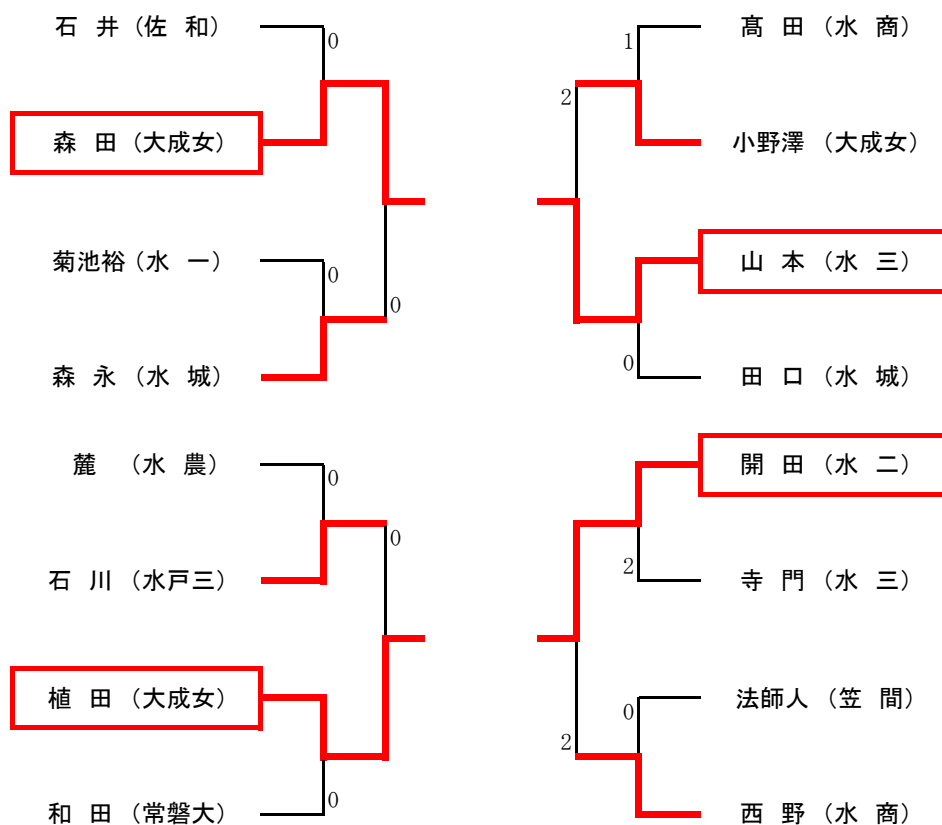 石 井 (佐 和)
0
森 田 (大成女)
菊池裕 (水 一)
0
0
森 永 (水 城)
麓 (水 農)
0
0
石 川 (水戸三)
植 田 (大成女)
0
和 田 (常磐大)
髙 田 (水 商)
1
2
小野澤 (大成女)
山 本 (水 三)
0
田 口 (水 城)
開 田 (水 二)
2
寺 門 (水 三)
法師人 (笠 間)
0
2
西 野 (水 商)